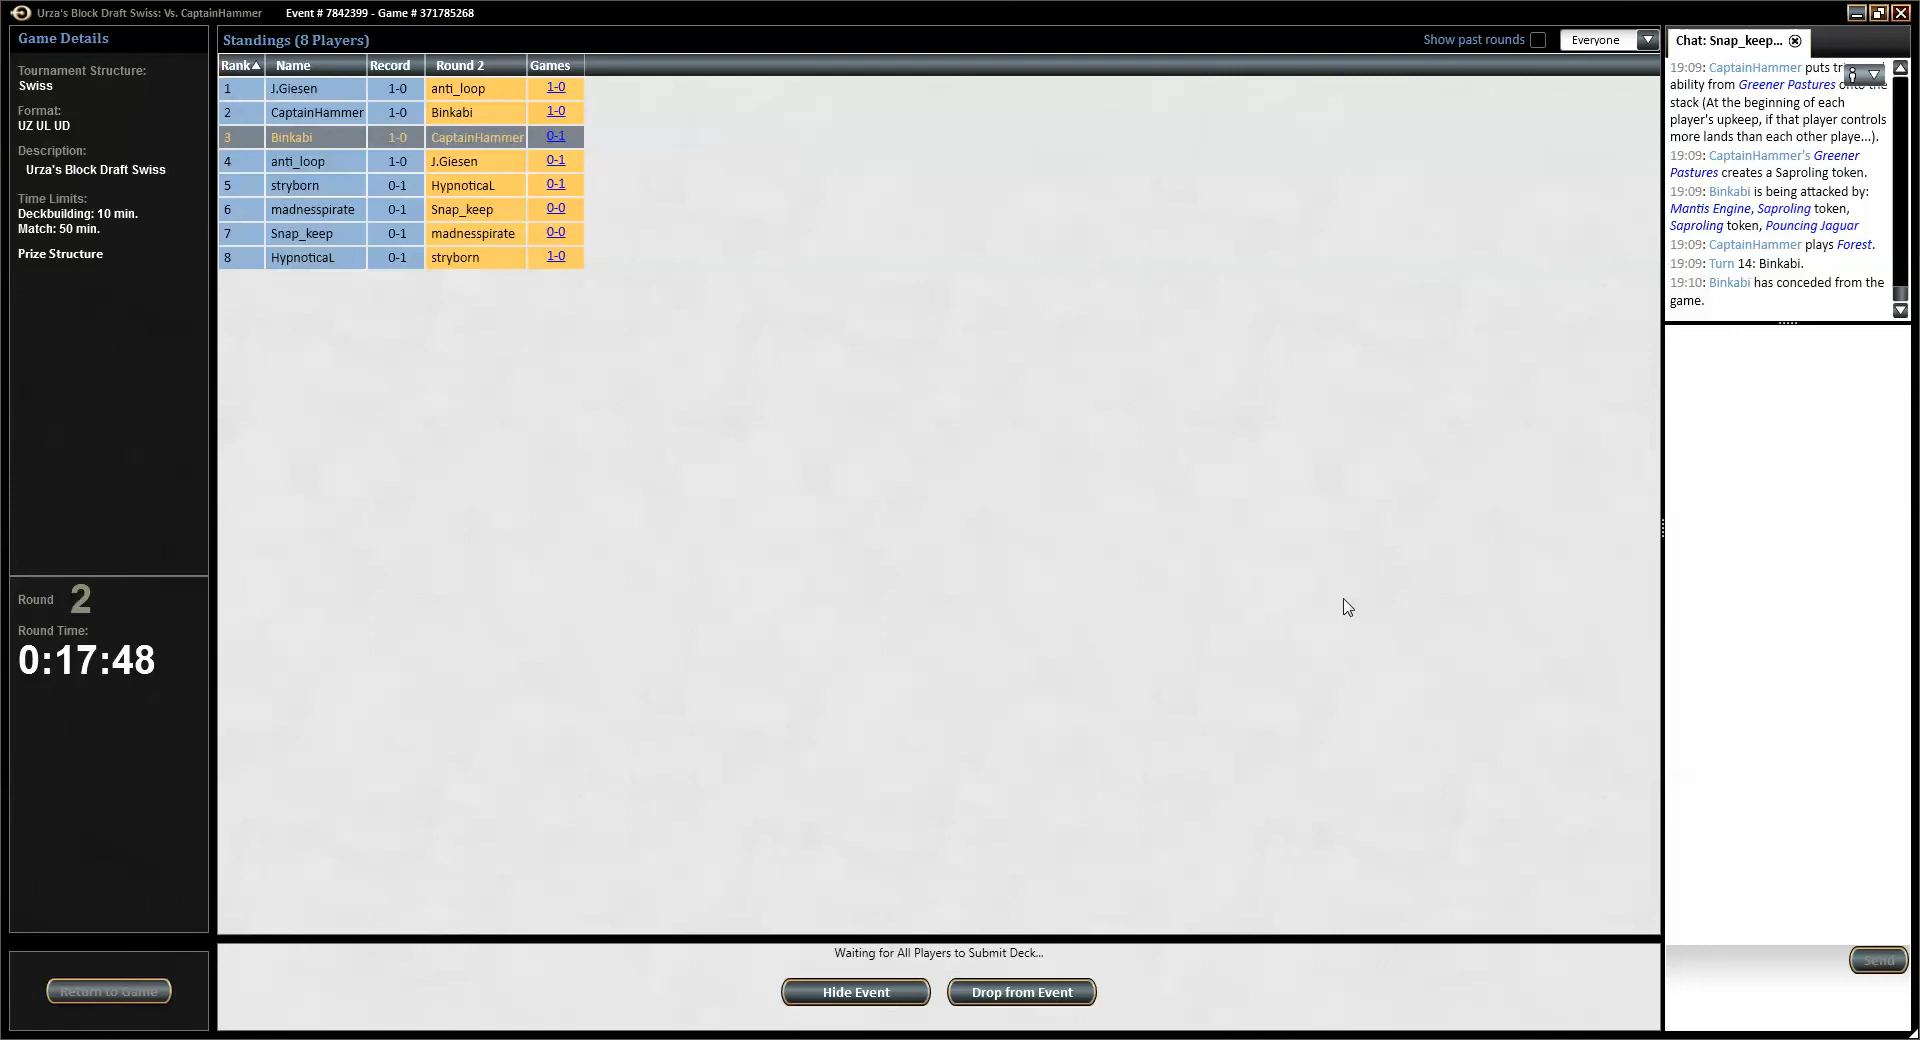 Urza's Block Draft Swiss: Vs. CaptainHammer Event # 7842399 - Game # 371785268
Game Details
Tournament Structure:
Swiss
Format:
UZ UL UD
Description:
Urza's Block Draft Swiss
Time Limits:
Deckbuilding: 10 min.
Match: 50 min.
Prize Structure
Round 2
Round Time:
0:17:48
Return to Game
Standings (8 Players) Show past rounds Everyone
Rank Name Record Round 2 Games
1 J.Giesen 1-0 anti_loop 1-0
2 CaptainHammer 1-0 Binkabi 1-0
3 Binkabi 1-0 CaptainHammer 0-1
4 anti_loop 1-0 J.Giesen 0-1
5 stryborn 0-1 HypnoticaL 0-1
6 madnesspirate 0-1 Snap_keep 0-0
7 Snap_keep 0-1 madnesspirate 0-0
8 HypnoticaL 0-1 stryborn 1-0
Waiting for All Players to Submit Deck...
Hide Event Drop from Event
Chat: Snap_keep...
19:09: CaptainHammer puts
ability from Greener Pastures onto the
stack (At the beginning of each
player's upkeep, if that player controls
more lands than each other playe...).
19:09: CaptainHammer's Greener
Pastures creates a Saproling token.
19:09: Binkabi is being attacked by:
Mantis Engine, Saproling token,
Saproling token, Pouncing Jaguar
19:09: CaptainHammer plays Forest.
19:09: Turn 14: Binkabi.
19:10: Binkabi has conceded from the
game.
Send